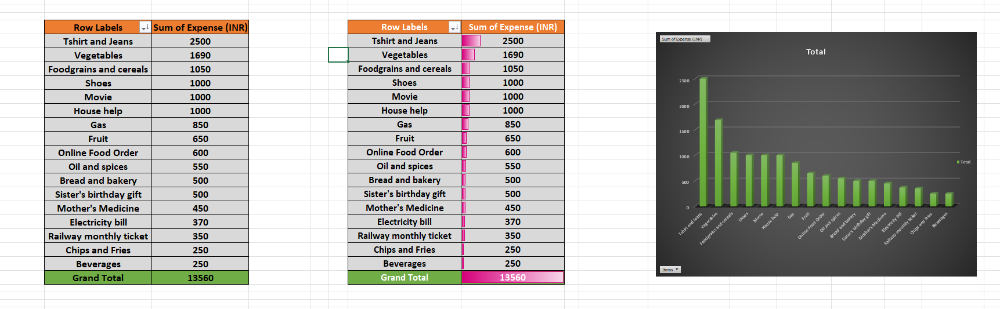 Row Labels Sum of Expense (INR)
Tshirt and Jeans 2500
Vegetables 1690
Foodgrains and cereals 1050
Shoes 1000
Movie 1000
House help 1000
Gas 850
Fruit 650
Online Food Order 600
Oil and spices 550
Bread and bakery 500
Sister's birthday gift 500
Mother's Medicine 450
Electricity bill 370
Railway monthly ticket 350
Chips and Fries 250
Beverages 250
Grand Total 13560
Row Labels Sum of Expense (INR)
Tshirt and Jeans 2500
Vegetables 1690
Foodgrains and cereals 1050
Shoes 1000
Movie 1000
House help 1000
Gas 850
Fruit 650
Online Food Order 600
Oil and spices 550
Bread and bakery 500
Sister's birthday gift 500
Mother's Medicine 450
Electricity bill 370
Railway monthly ticket 350
Chips and Fries 250
Beverages 250
Grand Total 13560
Sum of Expense (INR)
Total
2500
2000
1500
1000
500
0
Total
Tshirt and Jeans
Vegetables
Foodgrains and cereals
Shoes
Movie
House help
Gas
Fruit
Online Food Order
Oil and spices
Bread and bakery
Sister's birthday gift
Mother's Medicine
Electricity bill
Railway monthly ticket
Chips and Fries
Beverages
Items